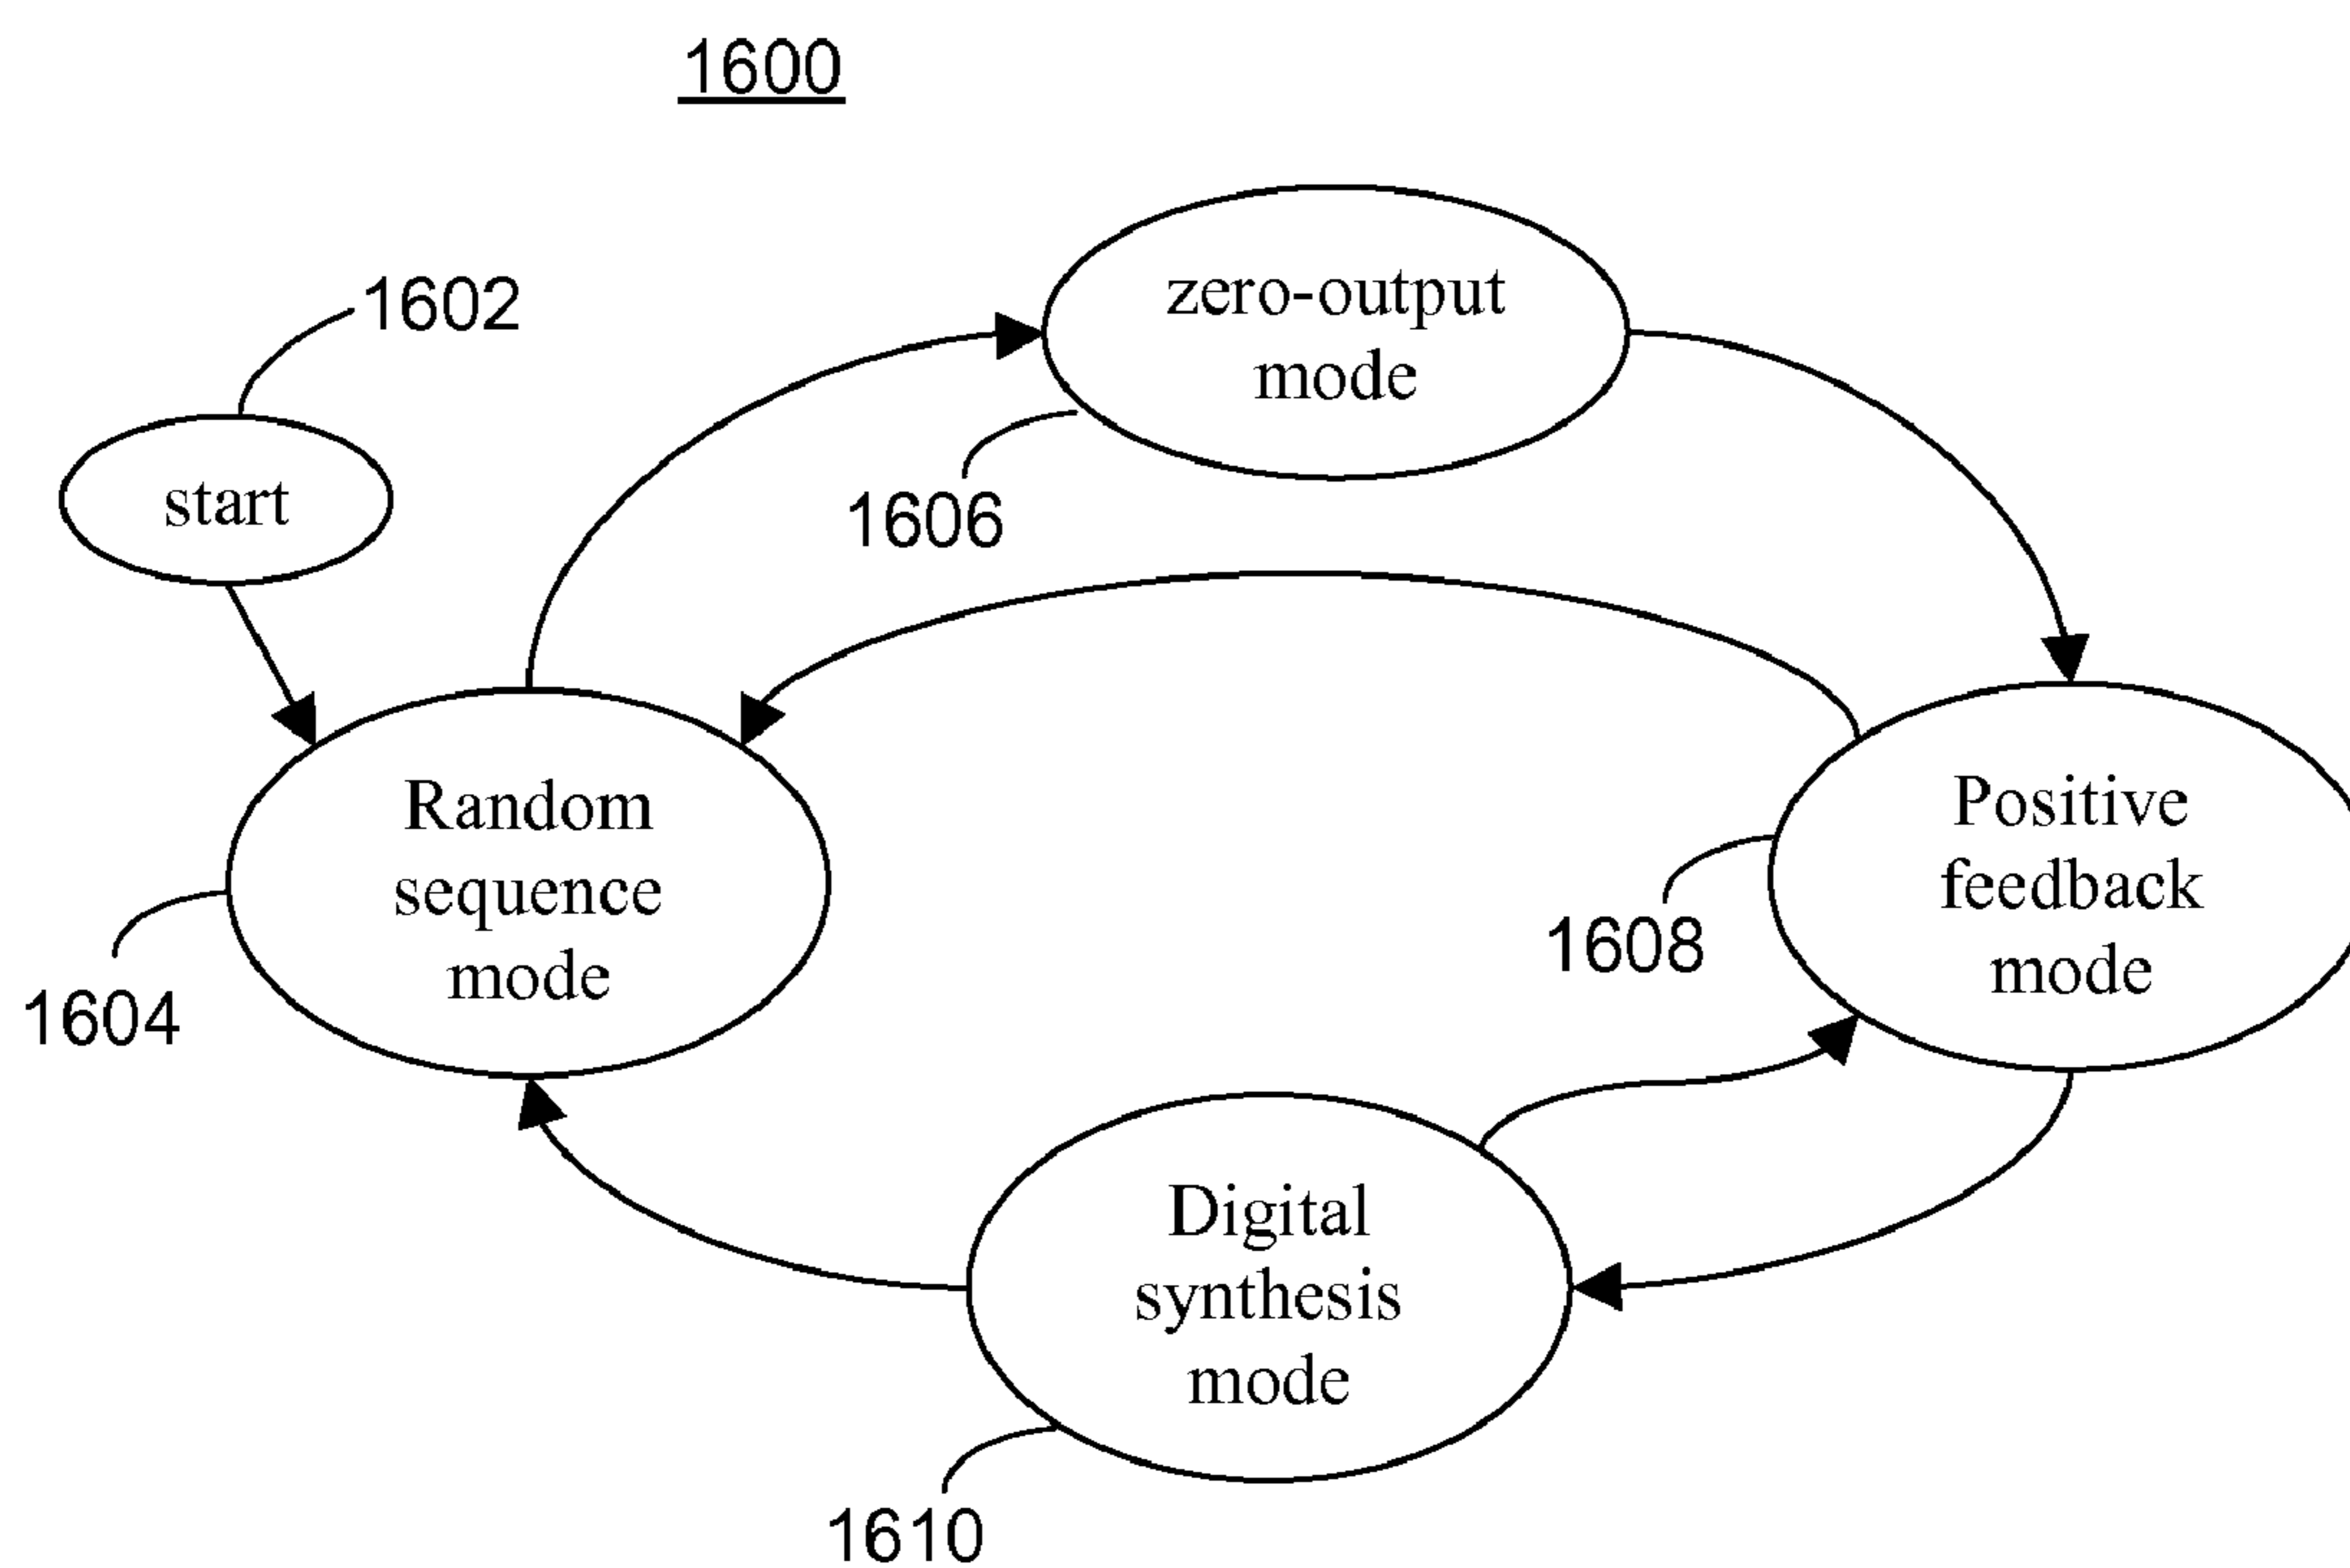 1600
zero-output
mode
1602
start
1606
Random
sequence
mode
1604
Positive
feedback
mode
1608
Digital
synthesis
mode
1610